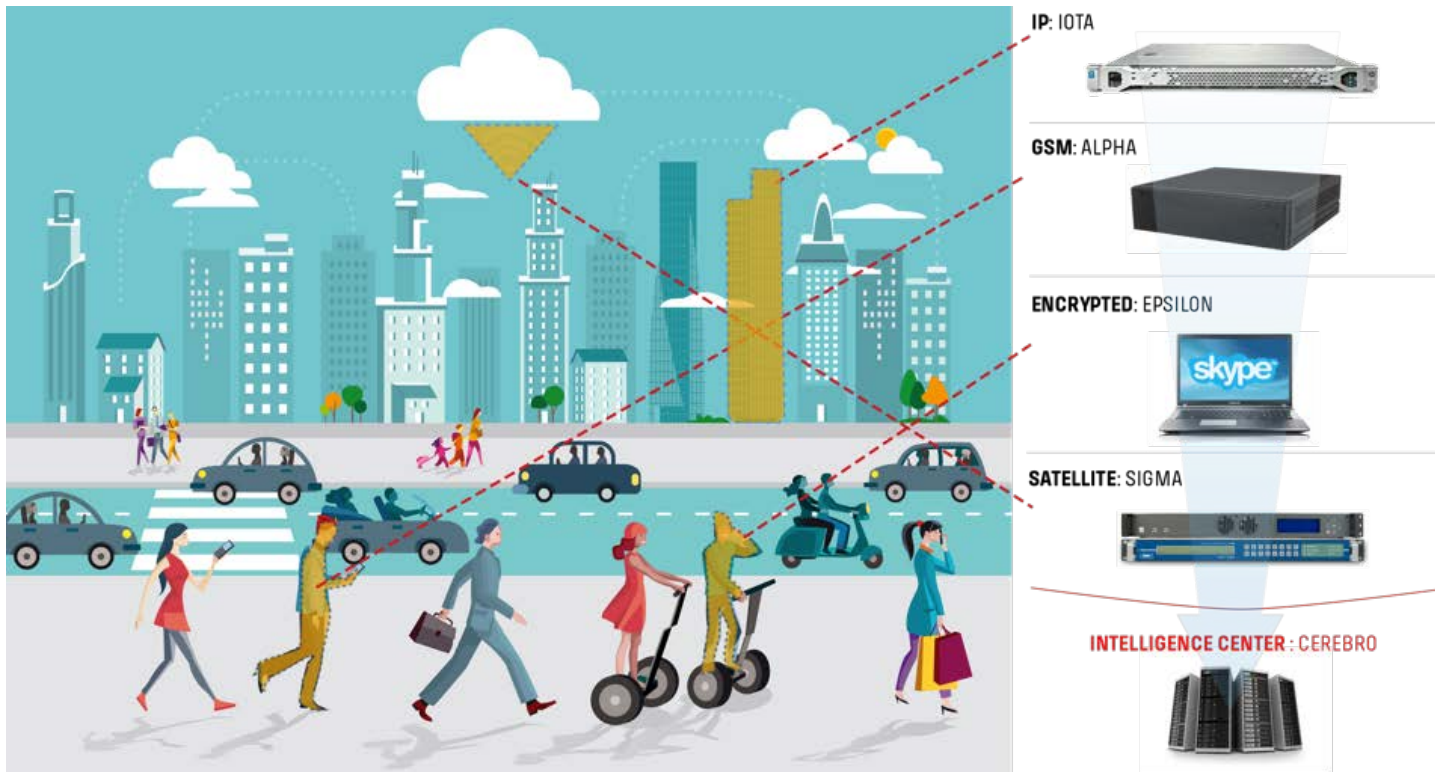 IP: IOTA
GSM: ALPHA
ENCRYPTED: EPSILON
skype
SATELLITE: SIGMA
INTELLIGENCE CENTER : CEREBRO